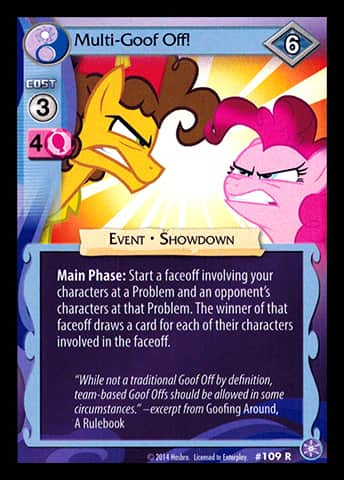 Multi-Goof Off!
6
COST
3
4
EVENT • SHOWDOWN
Main Phase: Start a faceoff involving your
characters at a Problem and an opponent's
characters at that Problem. The winner of that
faceoff draws a card for each of their characters
involved in the faceoff.
"While not a traditional Goof Off by definition,
team-based Goof Offs should be allowed in some
circumstances." –excerpt from Goofing Around,
A Rulebook
© 2014 Hasbro. Licensed to Enterplay. #109 R